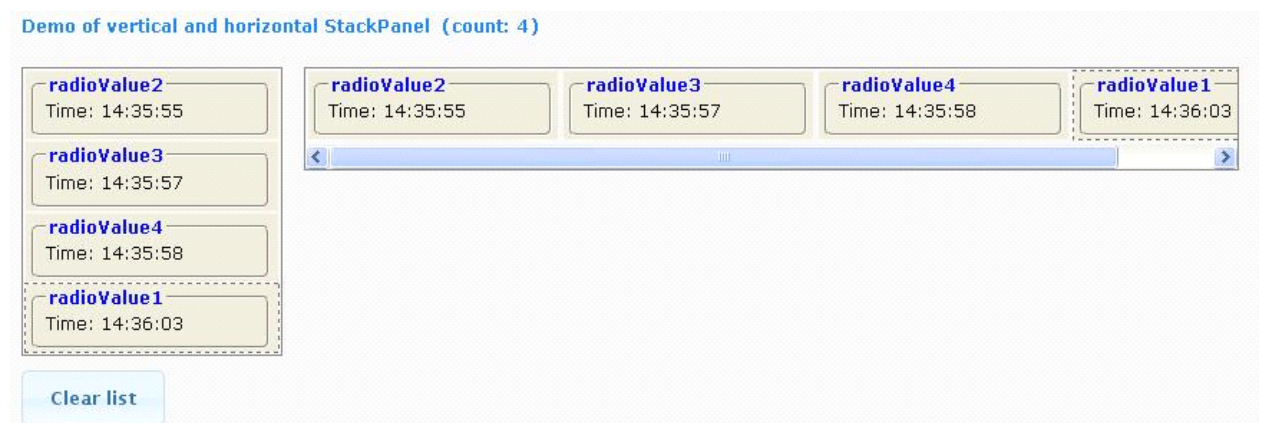 Demo of vertical and horizontal StackPanel (count: 4)
radioValue2
Time: 14:35:55
radioValue3
Time: 14:35:57
radioValue4
Time: 14:35:58
radioValue1
Time: 14:36:03
radioValue2
Time: 14:35:55
radioValue3
Time: 14:35:57
radioValue4
Time: 14:35:58
radioValue1
Time: 14:36:03
Clear list